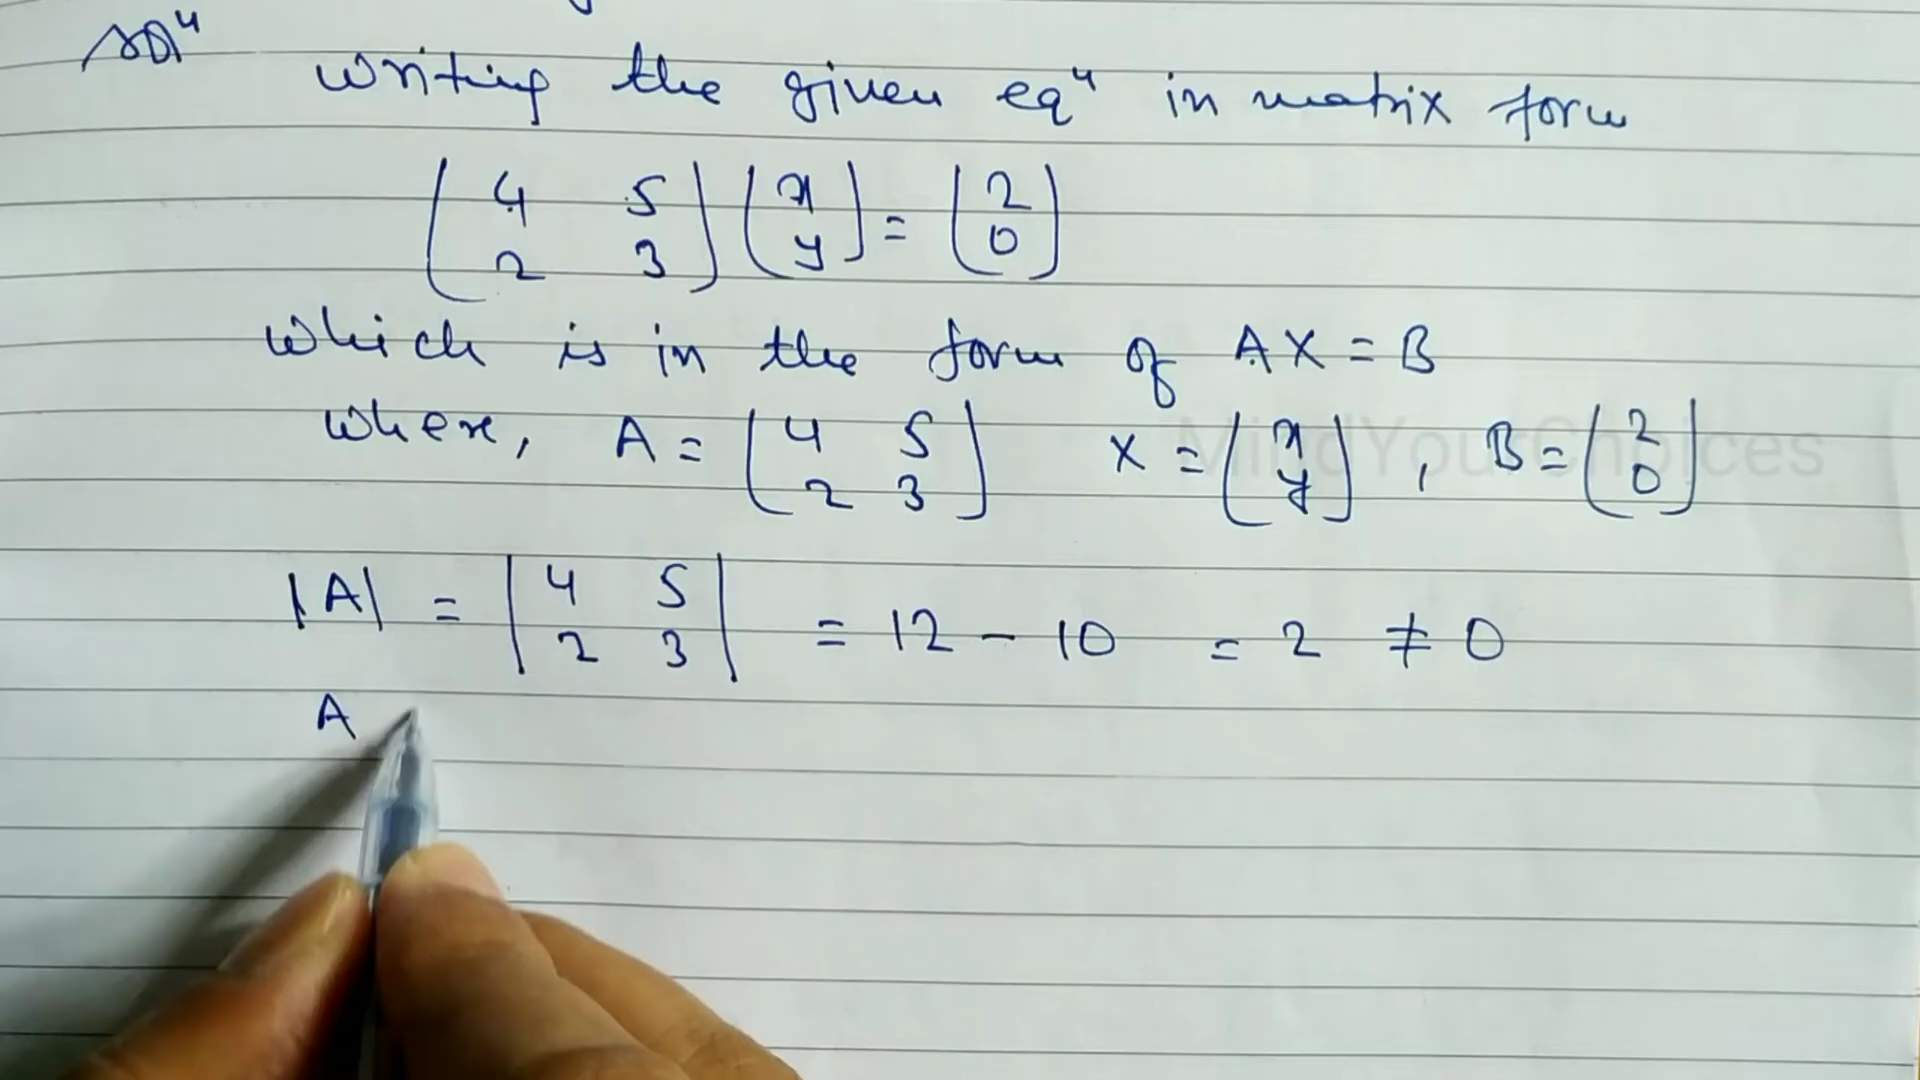 solⁿ
writing the given eqⁿ in matrix form
(4 5
2 3) (x
y) = (2
0)
which is in the form of AX = B
where, A = (4 5
2 3) X = (x
y) , B = (2
0)
MindYourChoices
|A| = |4 5
2 3| = 12 - 10 = 2 ≠ 0
A